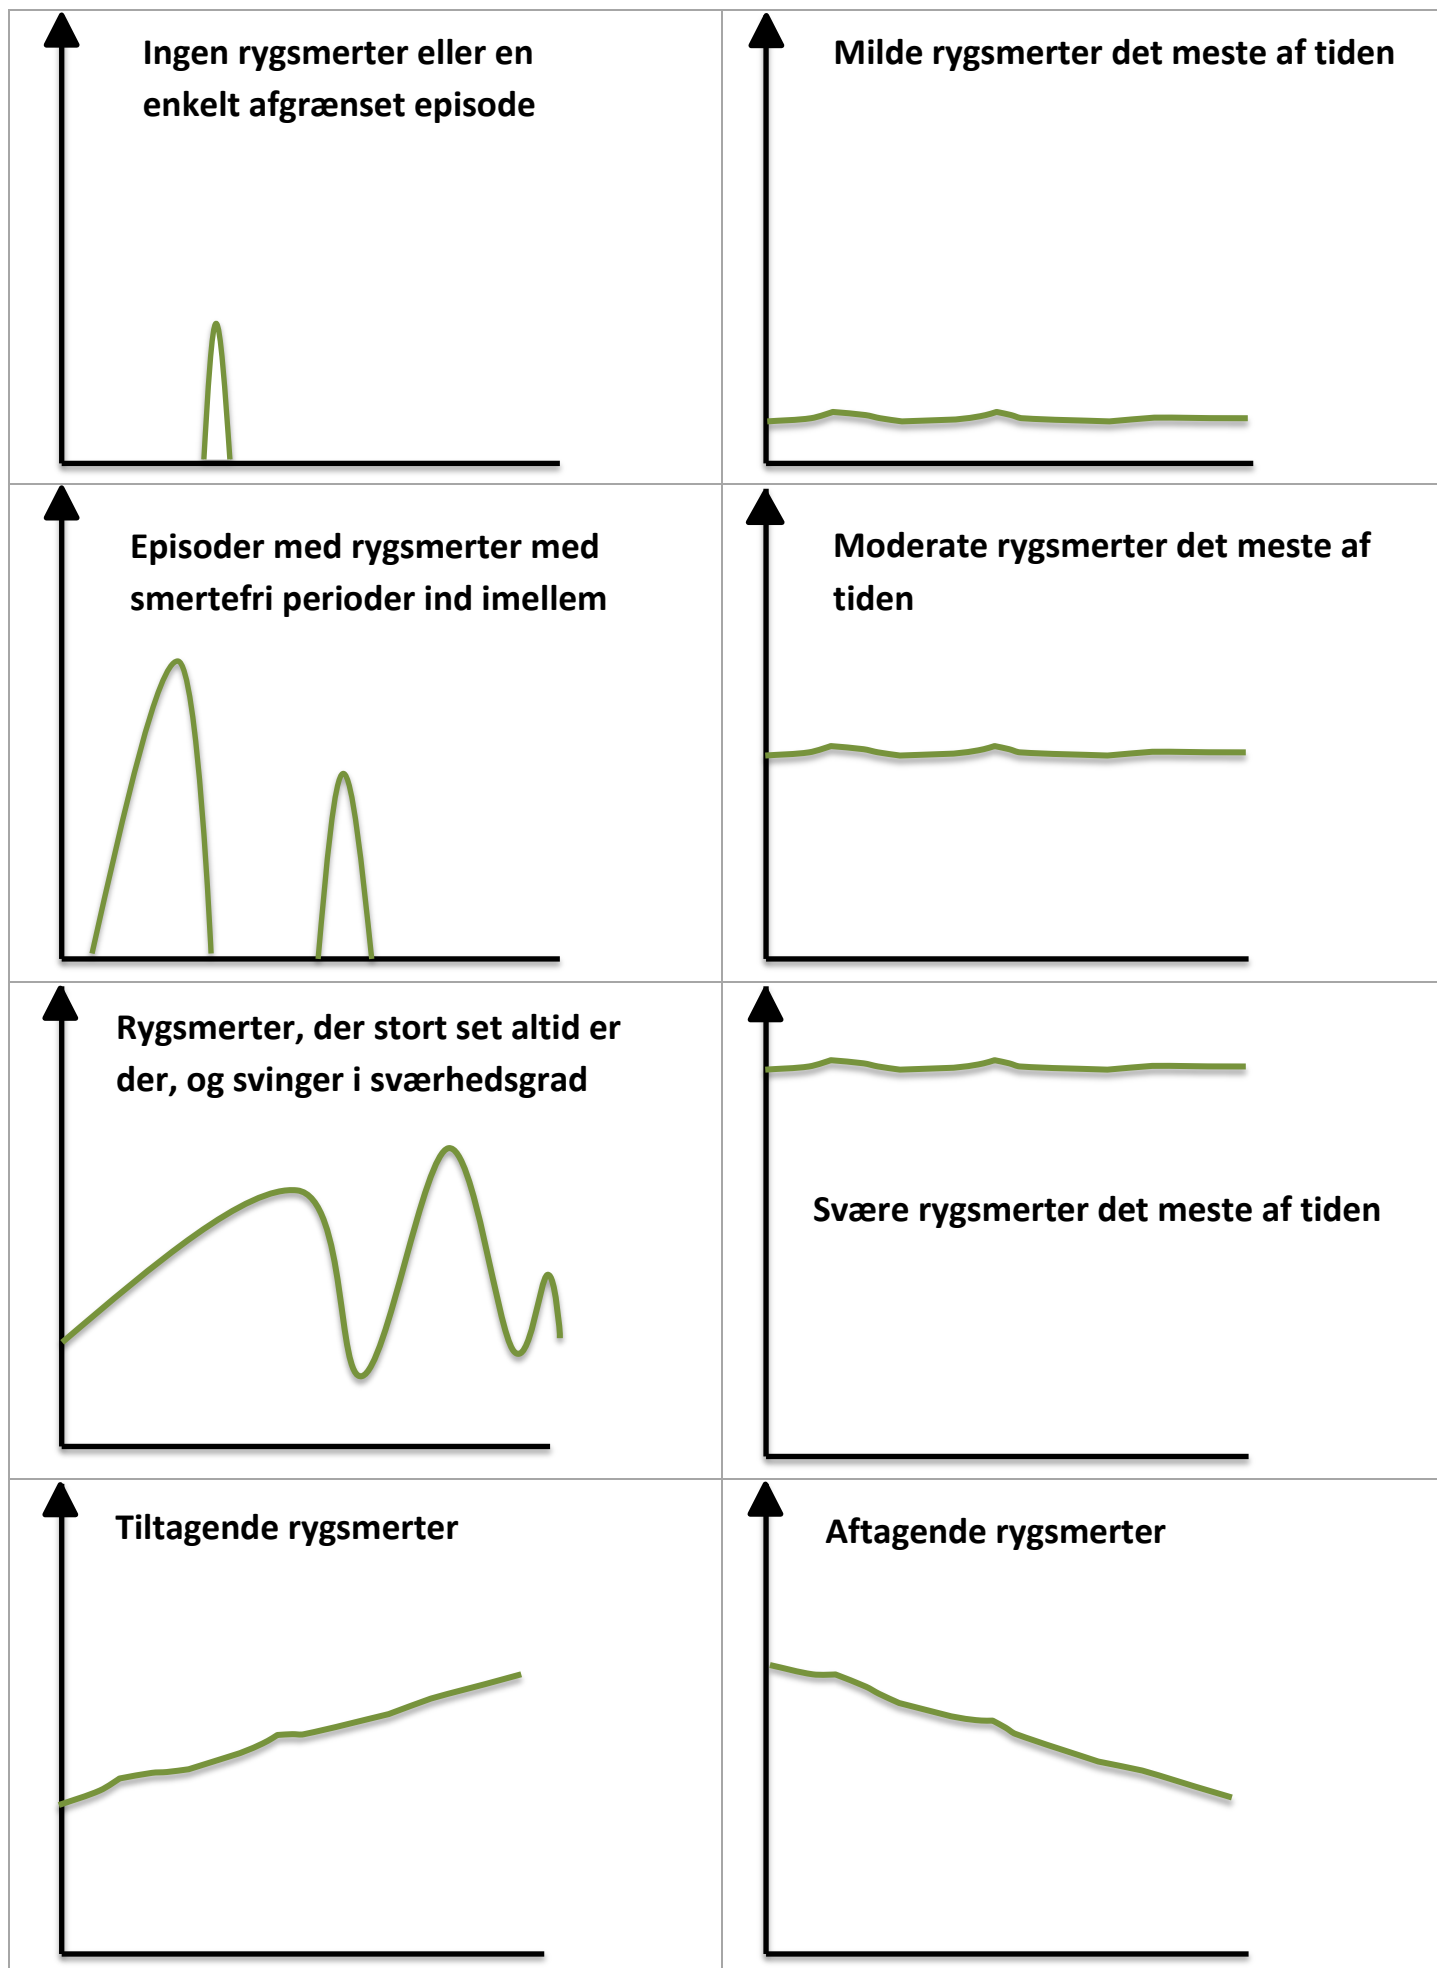 Ingen rygsmerter eller en
enkelt afgrænset episode
Milde rygsmerter det meste af tiden
Episoder med rygsmerter med
smertefri perioder ind imellem
Moderate rygsmerter det meste af
tiden
Rygsmerter, der stort set altid er
der, og svinger i sværhedsgrad
Svære rygsmerter det meste af tiden
Tiltagende rygsmerter
Aftagende rygsmerter